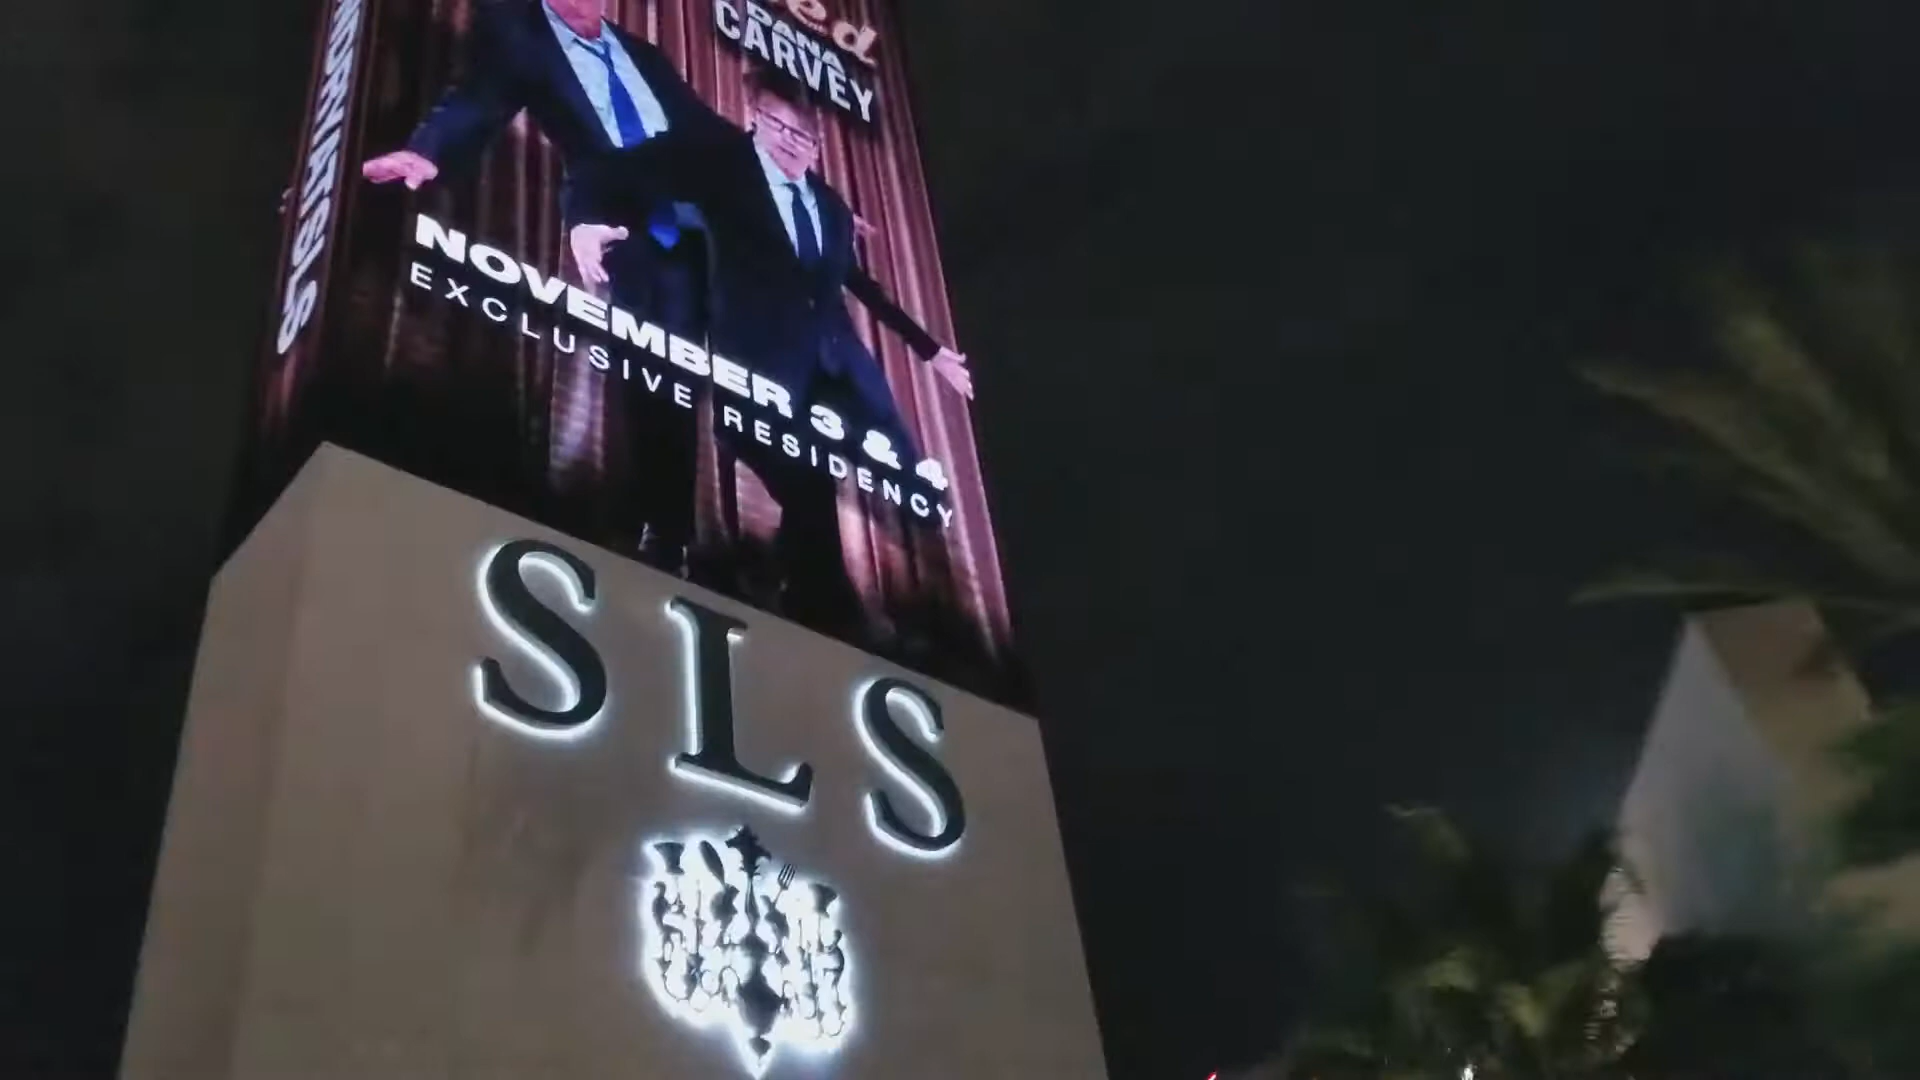 DANA
CARVEY
NOVEMBER 3 & 4
EXCLUSIVE RESIDENCY
SLS